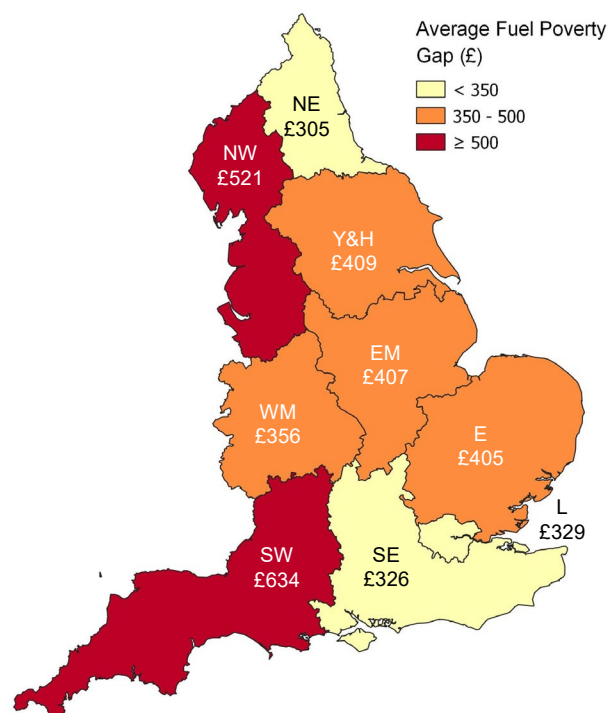 Average Fuel Poverty
Gap (£)
< 350
350 - 500
≥ 500
NE
£305
NW
£521
Y&H
£409
EM
£407
WM
£356
E
£405
L
£329
SW
£634
SE
£326